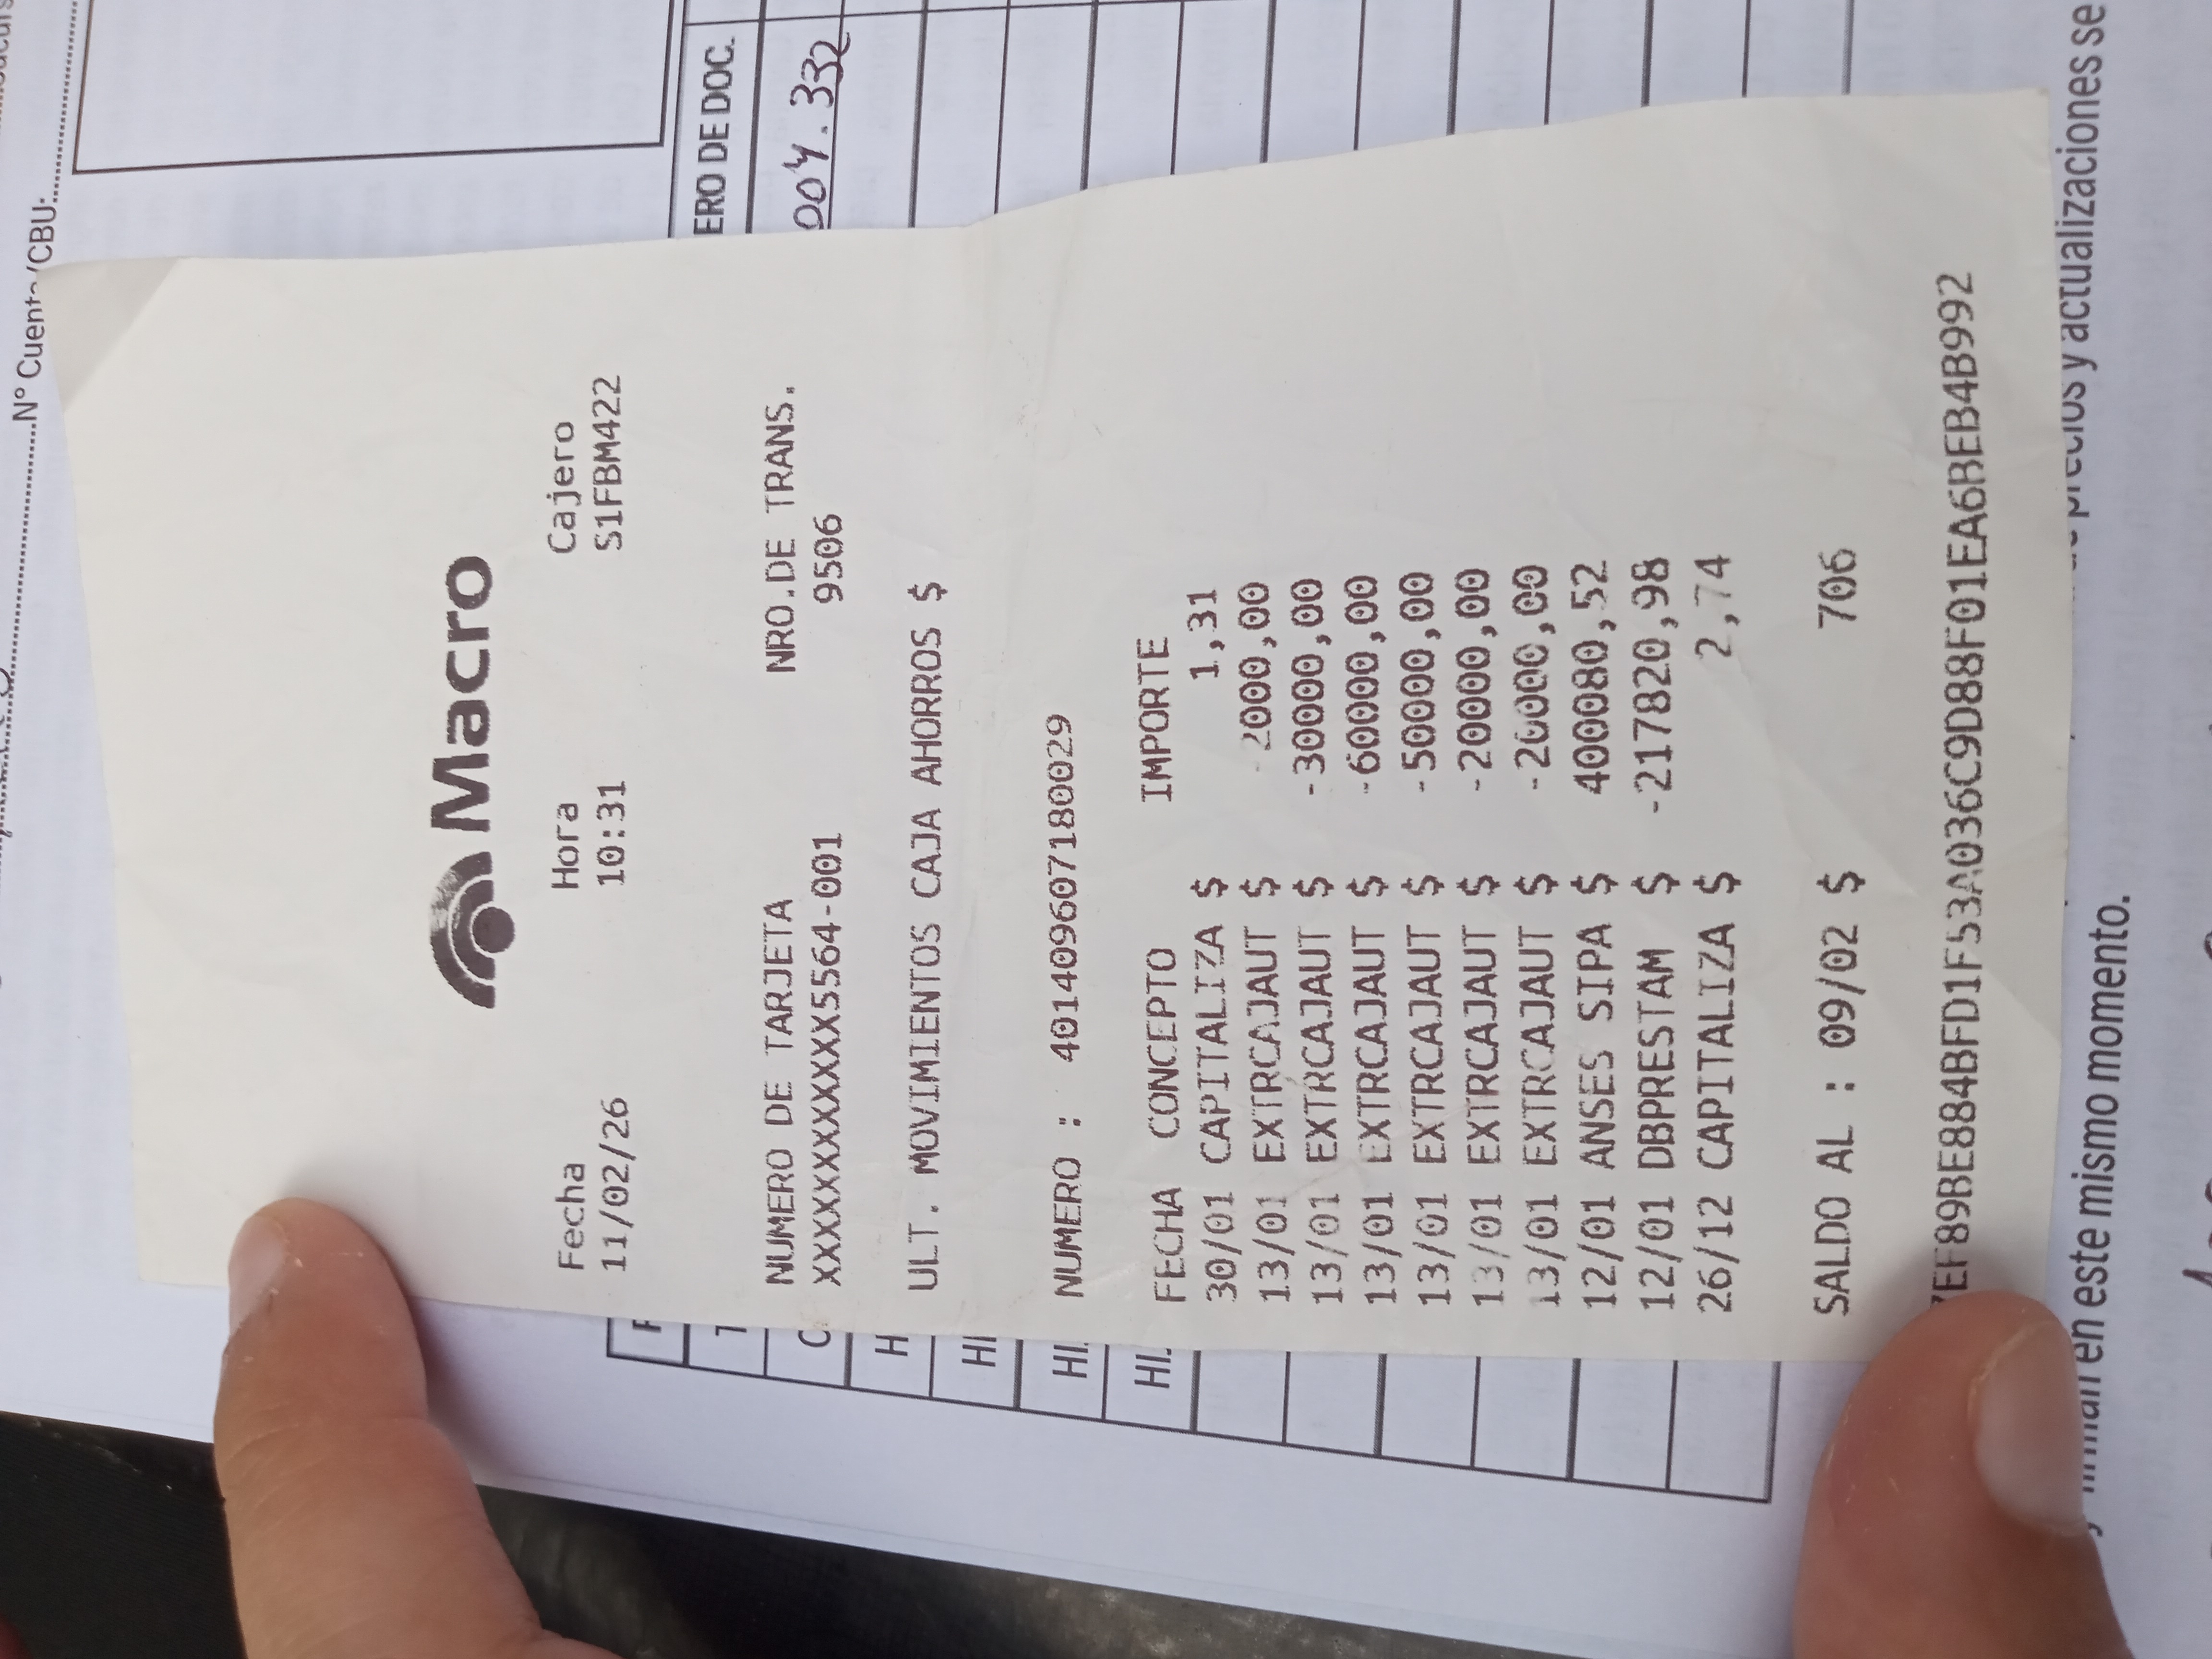 N° Cuenta/CBU:
ERO DE DOC.
004.332
Macro
Fecha Hora Cajero
11/02/26 10:31 S1FBM422
NUMERO DE TARJETA NRO.DE TRANS.
XXXXXXXXXXXXXX5564-001 9506
ULT. MOVIMIENTOS CAJA AHORROS $
NUMERO : 401409607180029
FECHA CONCEPTO IMPORTE
30/01 CAPITALIZA $ 1,31
13/01 EXTRCAJAUT $ -2000,00
13/01 EXTRCAJAUT $ -30000,00
13/01 EXTRCAJAUT $ -60000,00
13/01 EXTRCAJAUT $ -50000,00
13/01 EXTRCAJAUT $ -20000,00
13/01 EXTRCAJAUT $ -20000,00
12/01 ANSES SIPA $ 400080,52
12/01 DBPRESTAM $ -217820,98
26/12 CAPITALIZA $ 2,74
SALDO AL : 09/02 $ 706
EF89BE884BFD1F53A036C9D88F01EA6BEB4B992
y actualizaciones se
en este mismo momento.